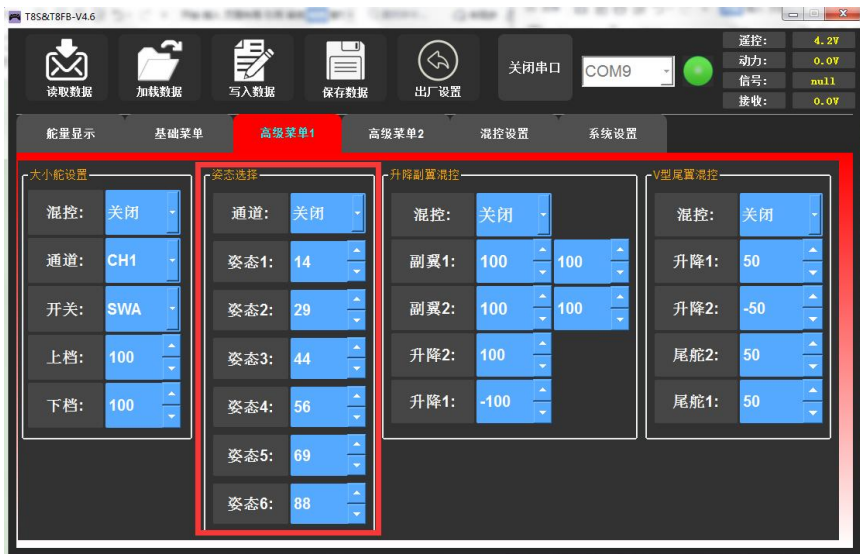 T8S&T8FB-V4.6
读取数据 加载数据 写入数据 保存数据 出厂设置 关闭串口 COM9
遥控: 4.2V
动力: 0.0V
信号: null
接收: 0.0V
舵量显示 基础菜单 高级菜单1 高级菜单2 混控设置 系统设置
大小舵设置
混控: 关闭
通道: CH1
开关: SWA
上档: 100
下档: 100
姿态选择
通道: 关闭
姿态1: 14
姿态2: 29
姿态3: 44
姿态4: 56
姿态5: 69
姿态6: 88
升降副翼混控
混控: 关闭
副翼1: 100 100
副翼2: 100 100
升降2: 100
升降1: -100
V型尾翼混控
混控: 关闭
升降1: 50
升降2: -50
尾舵2: 50
尾舵1: 50